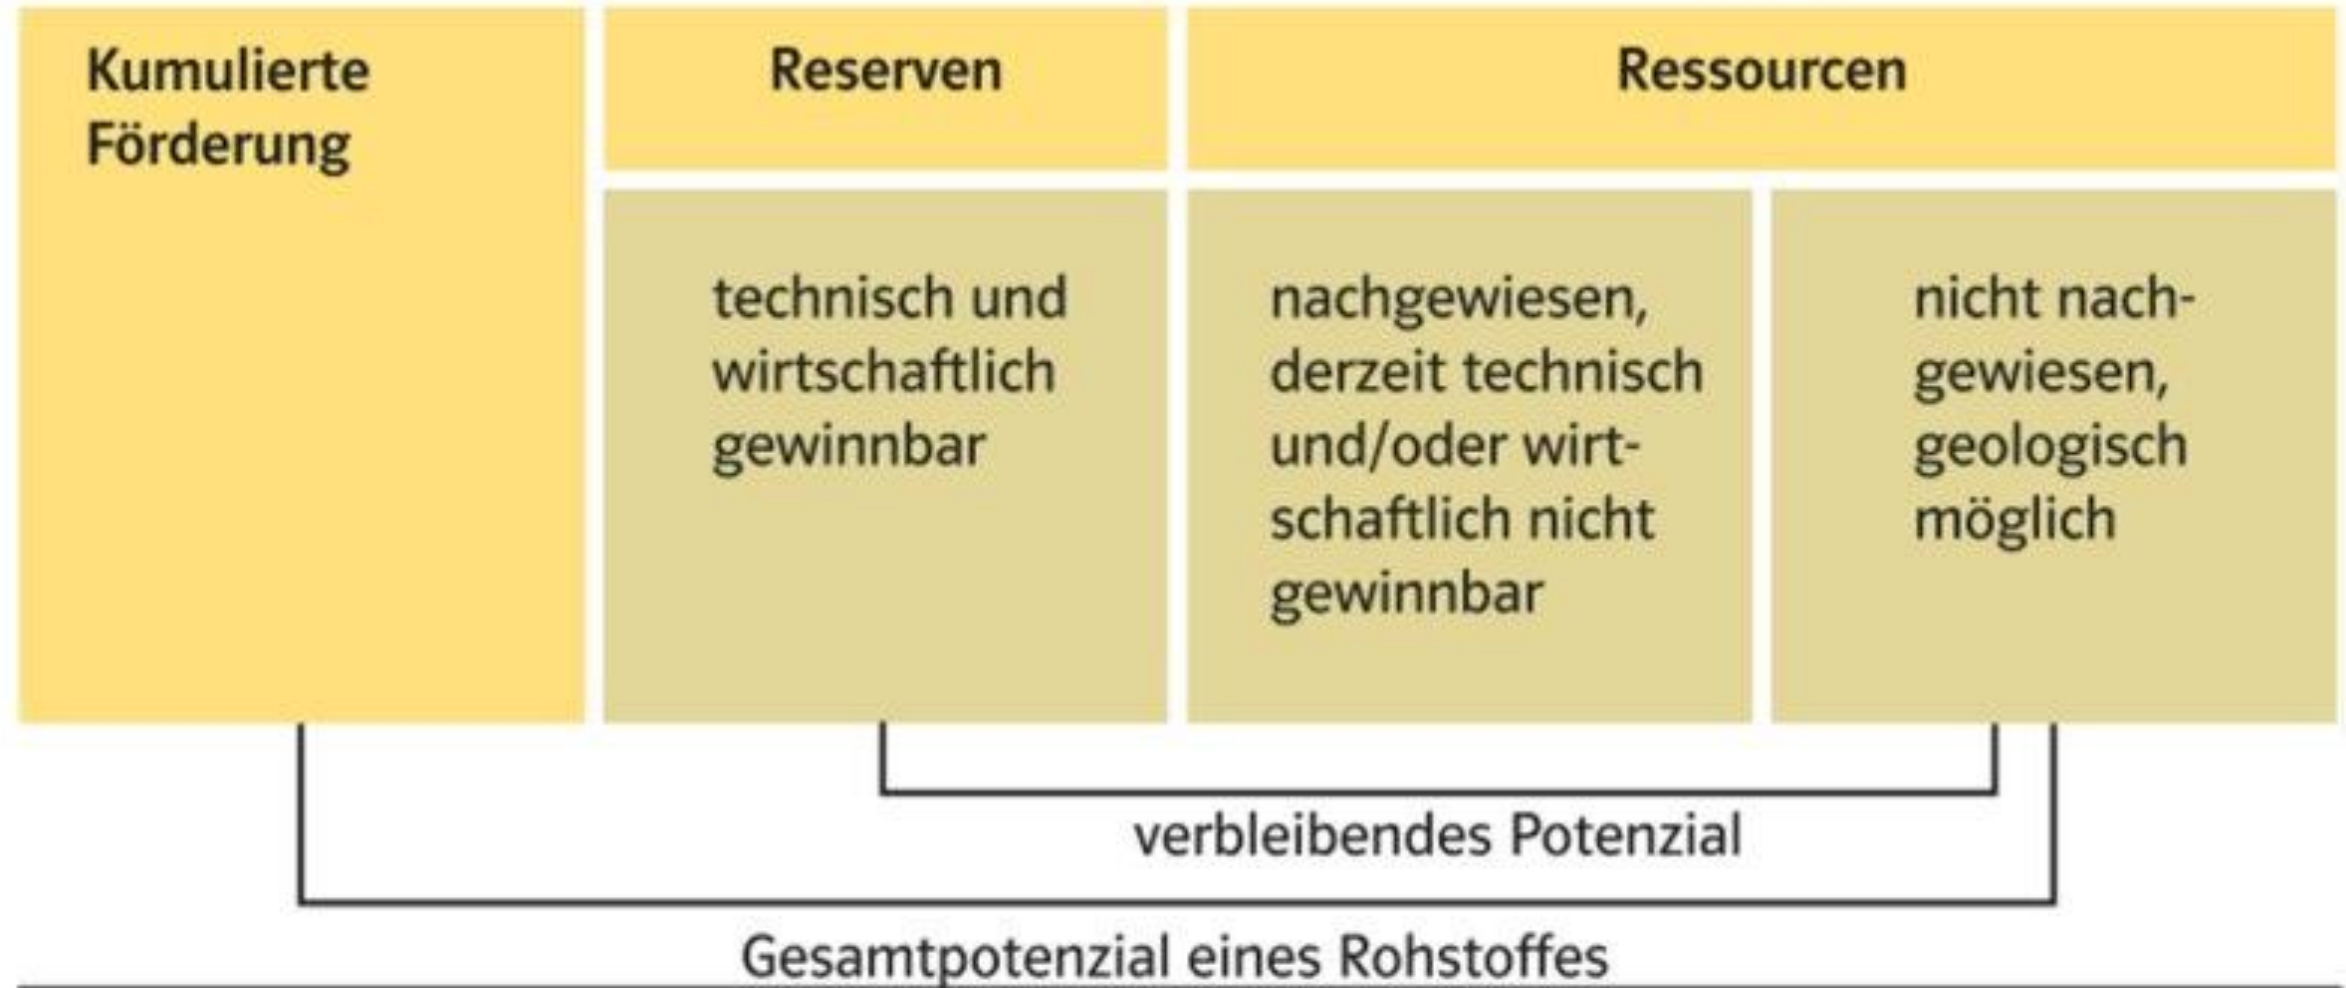 Kumulierte
Förderung
Reserven
Ressourcen
technisch und
wirtschaftlich
gewinnbar
nachgewiesen,
derzeit technisch
und/oder wirt-
schaftlich nicht
gewinnbar
nicht nach-
gewiesen,
geologisch
möglich
verbleibendes Potenzial
Gesamtpotenzial eines Rohstoffes